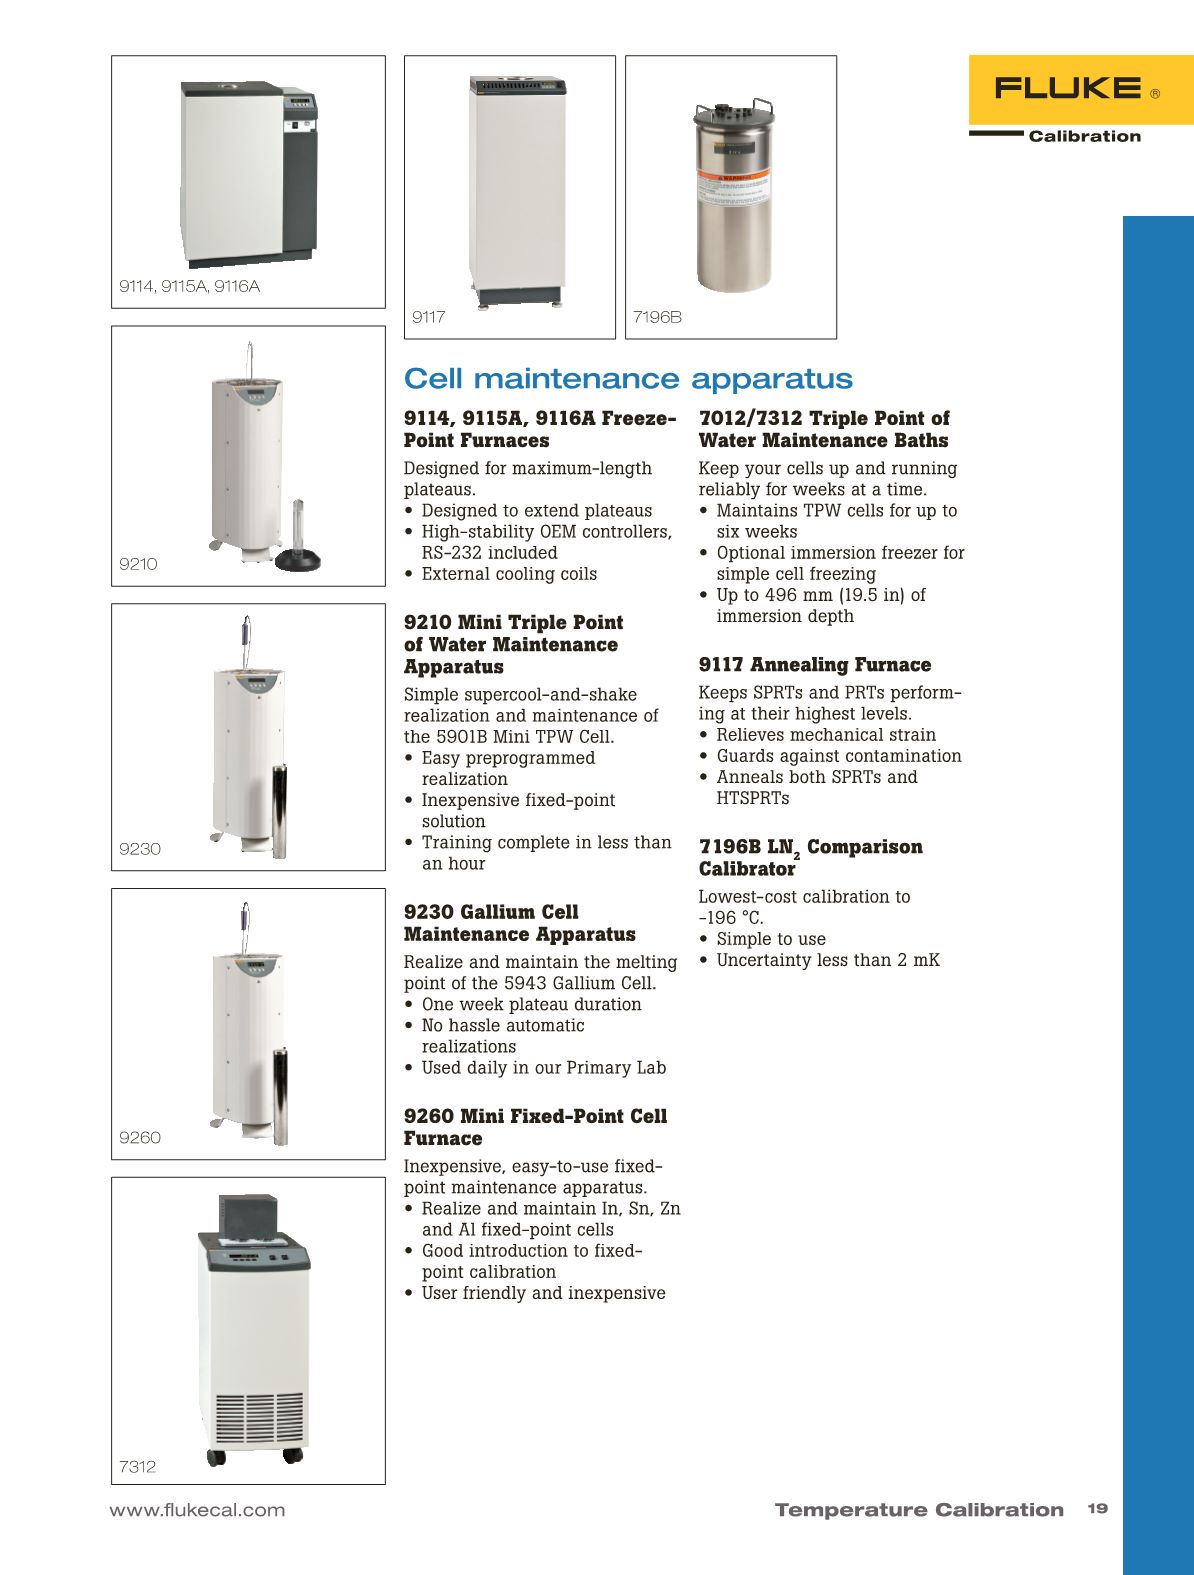 FLUKE ®
Calibration
9114, 9115A, 9116A
9117
7196B
WARNING
9210
9230
9260
7312
Cell maintenance apparatus
9114, 9115A, 9116A Freeze-
Point Furnaces
Designed for maximum-length
plateaus.
• Designed to extend plateaus
• High-stability OEM controllers,
RS-232 included
• External cooling coils
9210 Mini Triple Point
of Water Maintenance
Apparatus
Simple supercool-and-shake
realization and maintenance of
the 5901B Mini TPW Cell.
• Easy preprogrammed
realization
• Inexpensive fixed-point
solution
• Training complete in less than
an hour
9230 Gallium Cell
Maintenance Apparatus
Realize and maintain the melting
point of the 5943 Gallium Cell.
• One week plateau duration
• No hassle automatic
realizations
• Used daily in our Primary Lab
9260 Mini Fixed-Point Cell
Furnace
Inexpensive, easy-to-use fixed-
point maintenance apparatus.
• Realize and maintain In, Sn, Zn
and Al fixed-point cells
• Good introduction to fixed-
point calibration
• User friendly and inexpensive
7012/7312 Triple Point of
Water Maintenance Baths
Keep your cells up and running
reliably for weeks at a time.
• Maintains TPW cells for up to
six weeks
• Optional immersion freezer for
simple cell freezing
• Up to 496 mm (19.5 in) of
immersion depth
9117 Annealing Furnace
Keeps SPRTs and PRTs perform-
ing at their highest levels.
• Relieves mechanical strain
• Guards against contamination
• Anneals both SPRTs and
HTSPRTs
7196B LN2 Comparison
Calibrator
Lowest-cost calibration to
-196 °C.
• Simple to use
• Uncertainty less than 2 mK
www.flukecal.com
Temperature Calibration 19